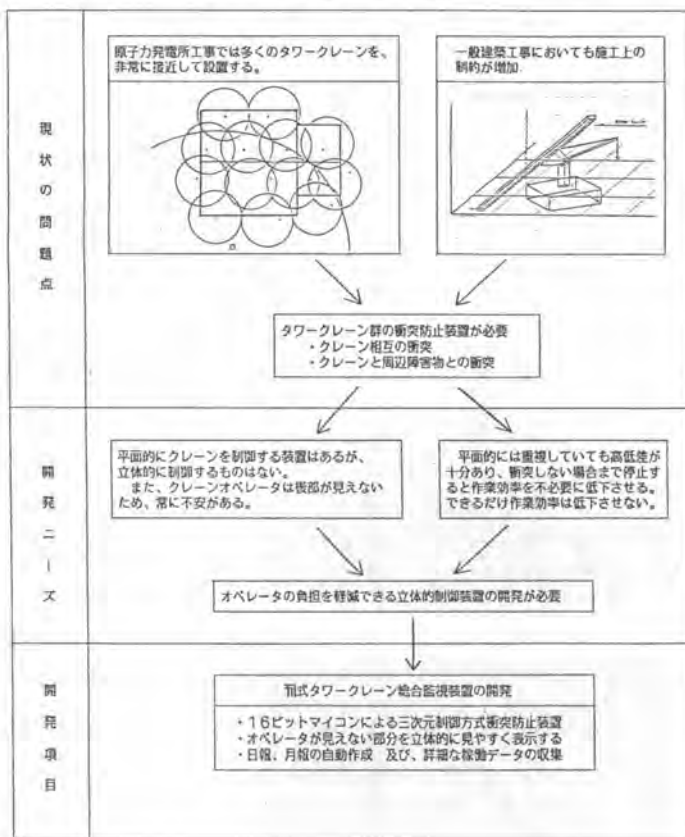 現状の問題点
原子力発電所工事では多くのタワークレーンを、
非常に接近して設置する。
一般建築工事においても施工上の
制約が増加
タワークレーン群の衝突防止装置が必要
・クレーン相互の衝突
・クレーンと周辺障害物との衝突
開発ニーズ
平面的にクレーンを制御する装置はあるが、
立体的に制御するものはない。
また、クレーンオペレータは後部が見えない
ため、常に不安がある。
平面的には重視していても高低差が
十分あり、衝突しない場合まで停止す
ると作業効率を不必要に低下させる。
できるだけ作業効率は低下させない。
オペレータの負担を軽減できる立体的制御装置の開発が必要
開発項目
式タワークレーン総合監視装置の開発
・16ビットマイコンによる三次元制御方式衝突防止装置
・オペレータが見えない部分を立体的に見やすく表示する
・日報、月報の自動作成 及び、詳細な稼働データの収集